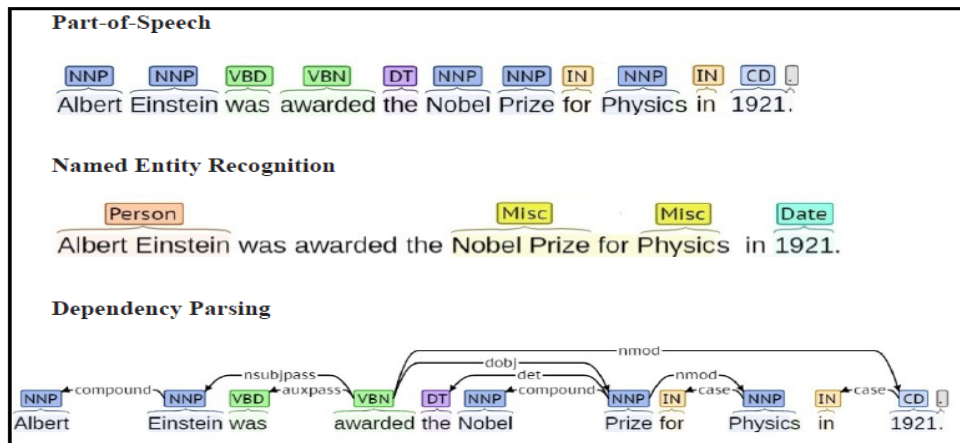 Part-of-Speech
NNP NNP VBD VBN DT NNP NNP IN NNP IN CD .
Albert Einstein was awarded the Nobel Prize for Physics in 1921.
Named Entity Recognition
Person Misc Misc Date
Albert Einstein was awarded the Nobel Prize for Physics in 1921.
Dependency Parsing
nmod
dobj
nsubjpass det nmod
compound auxpass compound case case
NNP NNP VBD VBN DT NNP NNP IN NNP IN CD .
Albert Einstein was awarded the Nobel Prize for Physics in 1921.